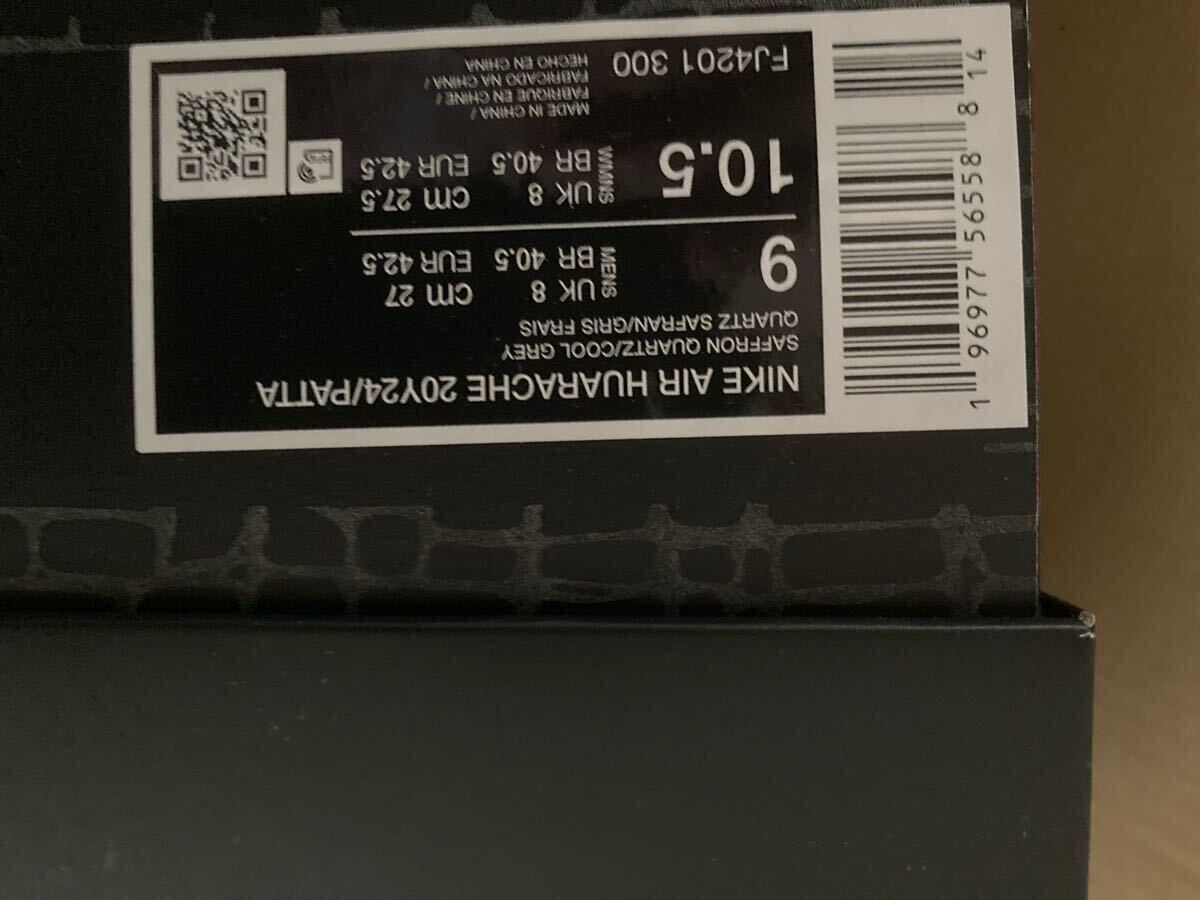 NIKE AIR HUARACHE 20Y24/PATTA
SAFFRON QUARTZ/COOL GREY
QUARTZ SAFRAN/GRIS FRAIS
9 MENS UK 8 cm 27
BR 40.5 EUR 42.5
10.5 WMNS UK 8 cm 27.5
BR 40.5 EUR 42.5
MADE IN CHINA /
FABRIQUE EN CHINE /
FABRICADO NA CHINA /
HECHO EN CHINA
FJ4201 300
1 96977 56558 8 14